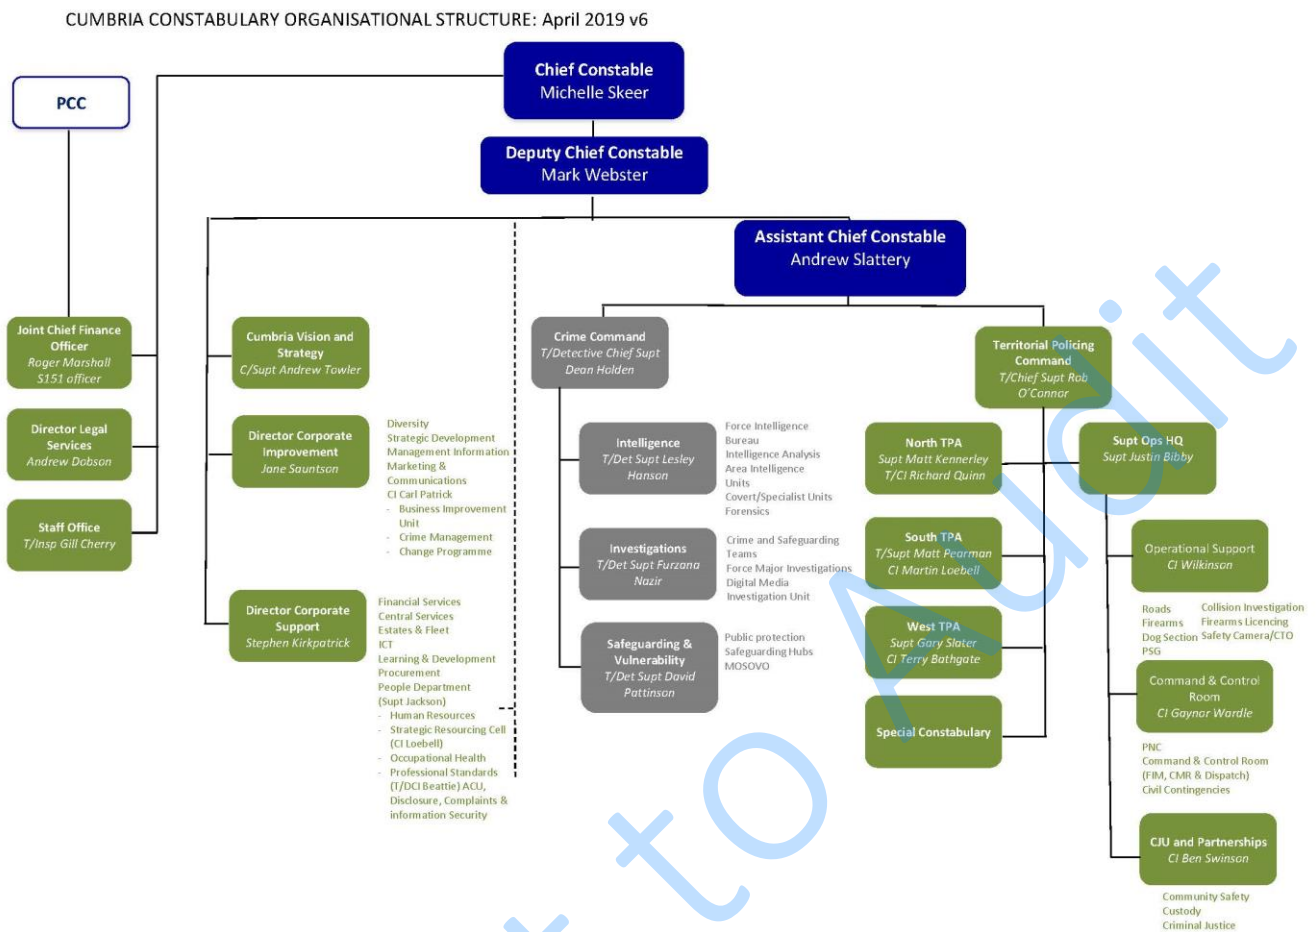 CUMBRIA CONSTABULARY ORGANISATIONAL STRUCTURE: April 2019 v6
Chief Constable
Michelle Skeer
PCC
Deputy Chief Constable
Mark Webster
Assistant Chief Constable
Andrew Slattery
Joint Chief Finance
Officer
Roger Marshall
S151 officer
Director Legal
Services
Andrew Dobson
Staff Office
T/Insp Gill Cherry
Cumbria Vision and
Strategy
C/Supt Andrew Towler
Director Corporate
Improvement
Jane Sauntson
Diversity
Strategic Development
Management Information
Marketing &
Communications
CI Carl Patrick
- Business Improvement
Unit
- Crime Management
- Change Programme
Director Corporate
Support
Stephen Kirkpatrick
Financial Services
Central Services
Estates & Fleet
ICT
Learning & Development
Procurement
People Department
(Supt Jackson)
- Human Resources
- Strategic Resourcing Cell
(CI Loebell)
- Occupational Health
- Professional Standards
(T/DCI Beattie) ACU,
Disclosure, Complaints &
information Security
Crime Command
T/Detective Chief Supt
Dean Holden
Intelligence
T/Det Supt Lesley
Hanson
Force Intelligence
Bureau
Intelligence Analysis
Area Intelligence
Units
Covert/Specialist Units
Forensics
Investigations
T/Det Supt Furzana
Nazir
Crime and Safeguarding
Teams
Force Major Investigations
Digital Media
Investigation Unit
Safeguarding &
Vulnerability
T/Det Supt David
Pattinson
Public protection
Safeguarding Hubs
MOSOVO
Territorial Policing
Command
T/Chief Supt Rob
O'Connor
North TPA
Supt Matt Kennerley
T/CI Richard Quinn
South TPA
T/Supt Matt Pearman
CI Martin Loebell
West TPA
Supt Gary Slater
CI Terry Bathgate
Special Constabulary
Supt Ops HQ
Supt Justin Bibby
Operational Support
CI Wilkinson
Roads
Firearms
Dog Section
PSG
Collision Investigation
Firearms Licencing
Safety Camera/CTO
Command & Control
Room
CI Gaynor Wardle
PNC
Command & Control Room
(FIM, CMR & Dispatch)
Civil Contingencies
CJU and Partnerships
CI Ben Swinson
Community Safety
Custody
Criminal Justice
to Audit